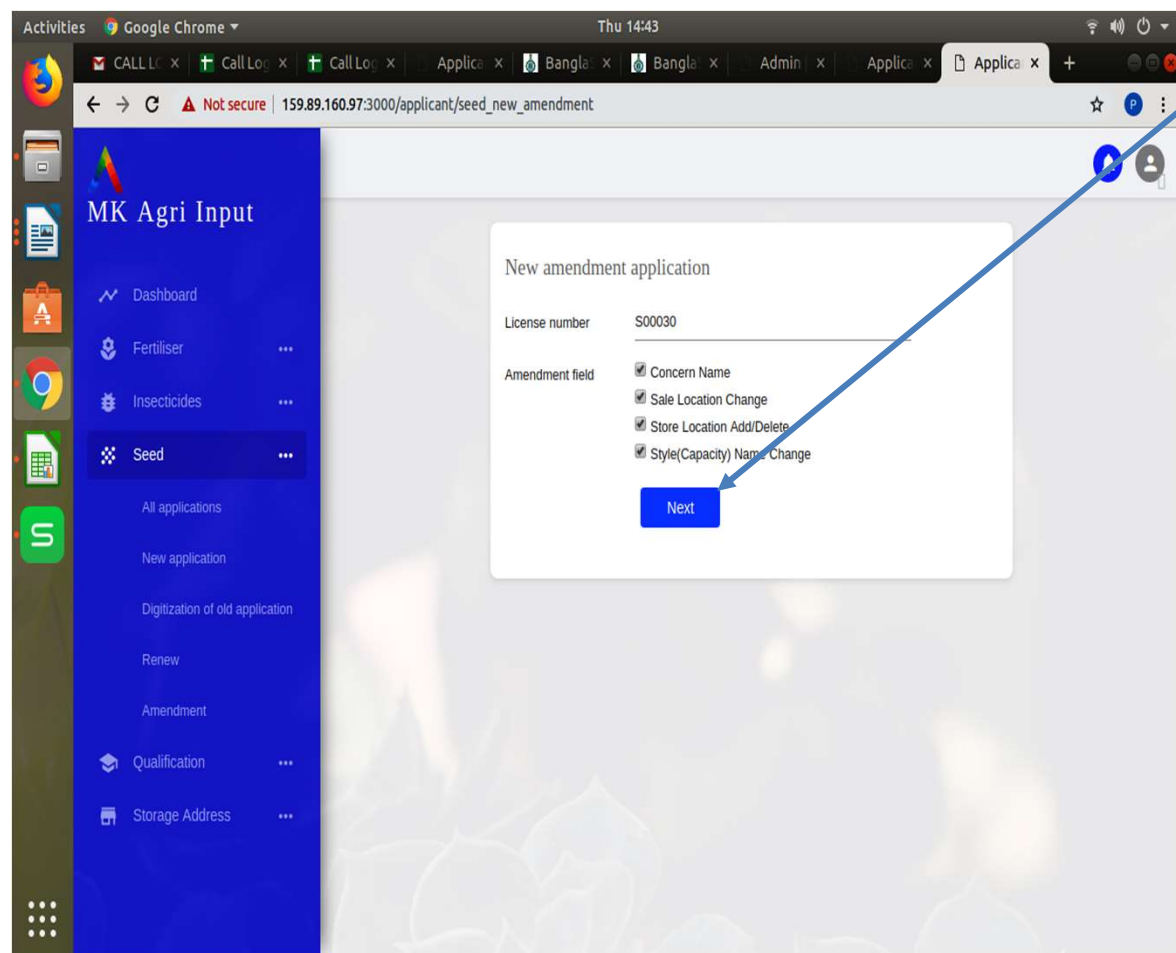 Activities Google Chrome Thu 14:43
CALL LO Call Log Call Log Applica Bangla Bangla Admin Applica Applica
Not secure 159.89.160.97:3000/applicant/seed_new_amendment P
MK Agri Input
New amendment application
Dashboard
License number S00030
Fertiliser
Amendment field Concern Name
Insecticides
Sale Location Change
Store Location Add/Delete
Seed
Style(Capacity) Name Change
All applications
Next
New application
Digitization of old application
Renew
Amendment
Qualification
Storage Address